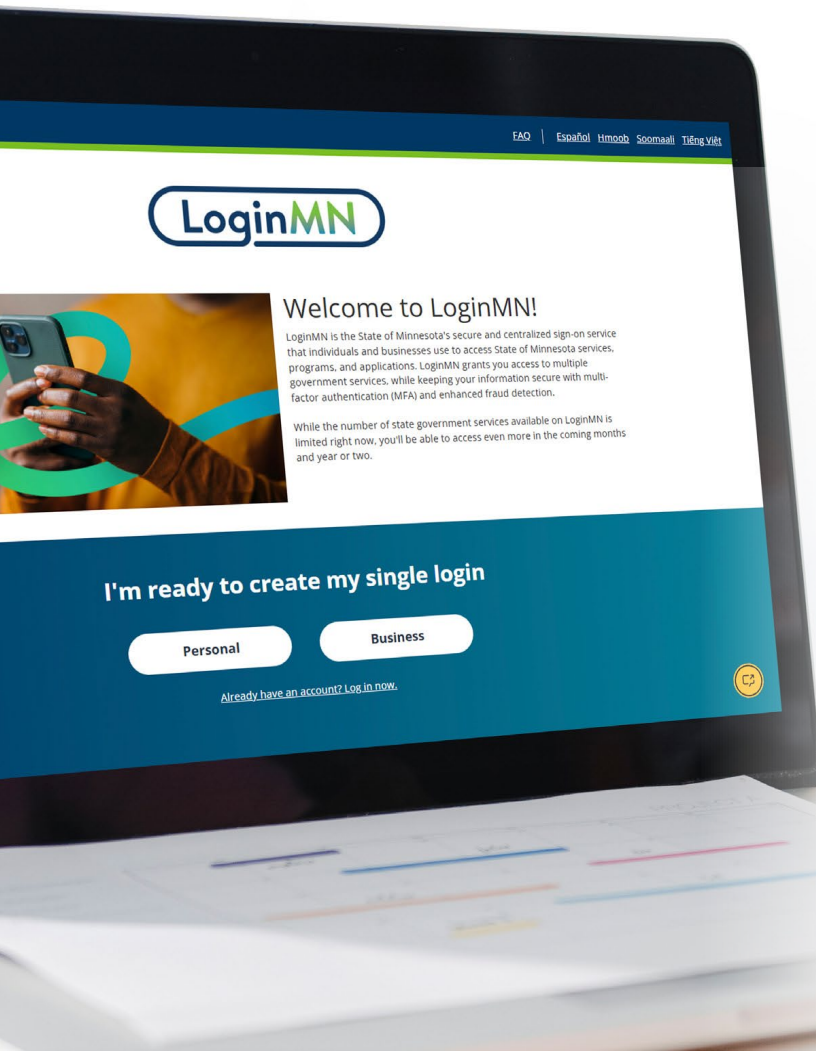 FAQ | Español Hmoob Soomaali Tiếng Việt
LoginMN
Welcome to LoginMN!
LoginMN is the State of Minnesota's secure and centralized sign-on service
that individuals and businesses use to access State of Minnesota services,
programs, and applications. LoginMN grants you access to multiple
government services, while keeping your information secure with multi-
factor authentication (MFA) and enhanced fraud detection.
While the number of state government services available on LoginMN is
limited right now, you'll be able to access even more in the coming months
and year or two.
I'm ready to create my single login
Personal
Business
Already have an account? Log in now.